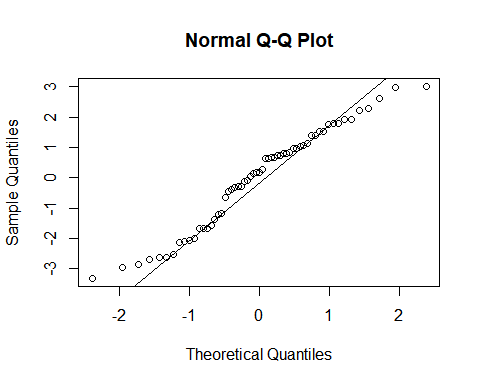 Normal Q-Q Plot
Sample Quantiles
3
2
1
0
-1
-2
-3
-2 -1 0 1 2
Theoretical Quantiles